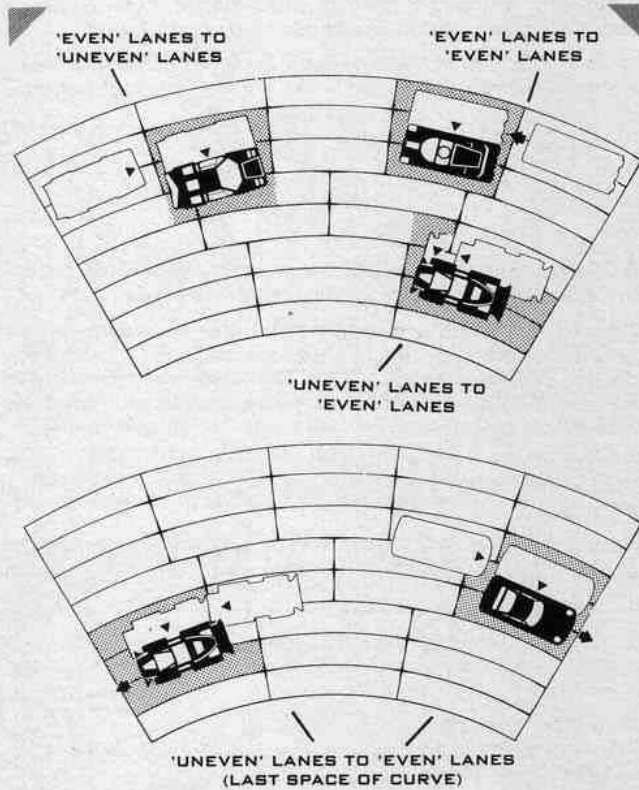 'EVEN' LANES TO
'UNEVEN' LANES
'EVEN' LANES TO
'EVEN' LANES
'UNEVEN' LANES TO
'EVEN' LANES
'UNEVEN' LANES TO 'EVEN' LANES
(LAST SPACE OF CURVE)